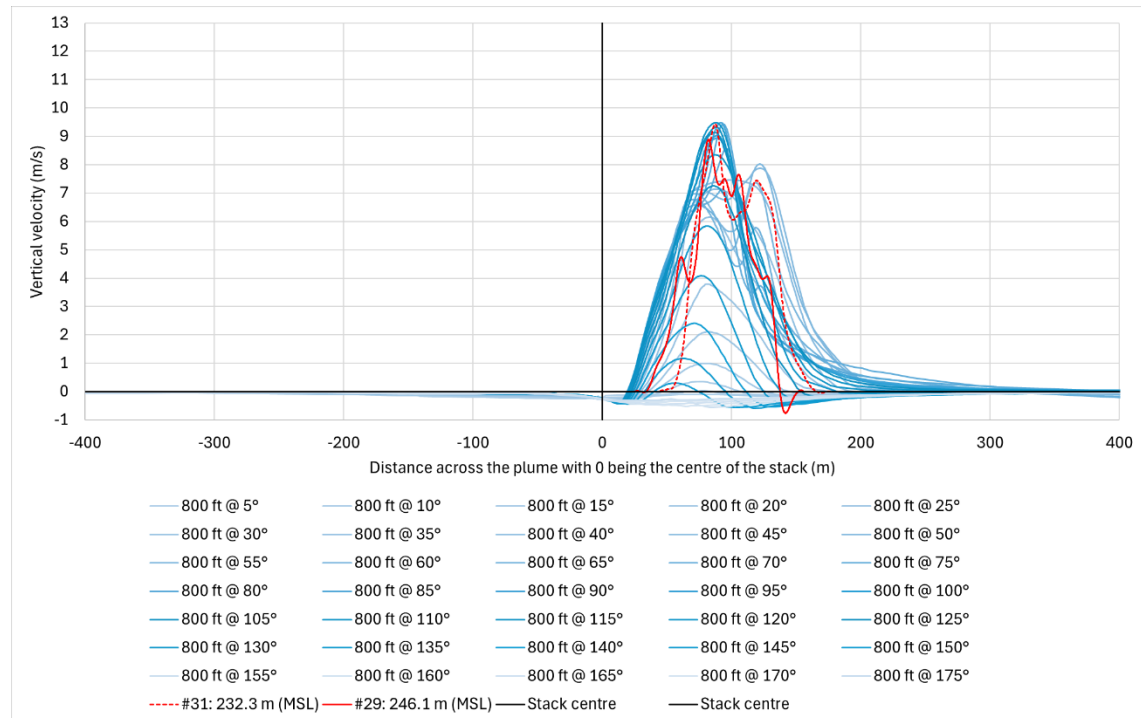 13
12
11
10
9
8
7
6
5
4
3
2
1
0
-1
Vertical velocity (m/s)
-400 -300 -200 -100 0 100 200 300 400
Distance across the plume with 0 being the centre of the stack (m)
800 ft @ 5° 800 ft @ 10° 800 ft @ 15° 800 ft @ 20° 800 ft @ 25°
800 ft @ 30° 800 ft @ 35° 800 ft @ 40° 800 ft @ 45° 800 ft @ 50°
800 ft @ 55° 800 ft @ 60° 800 ft @ 65° 800 ft @ 70° 800 ft @ 75°
800 ft @ 80° 800 ft @ 85° 800 ft @ 90° 800 ft @ 95° 800 ft @ 100°
800 ft @ 105° 800 ft @ 110° 800 ft @ 115° 800 ft @ 120° 800 ft @ 125°
800 ft @ 130° 800 ft @ 135° 800 ft @ 140° 800 ft @ 145° 800 ft @ 150°
800 ft @ 155° 800 ft @ 160° 800 ft @ 165° 800 ft @ 170° 800 ft @ 175°
#31: 232.3 m (MSL) #29: 246.1 m (MSL) Stack centre Stack centre